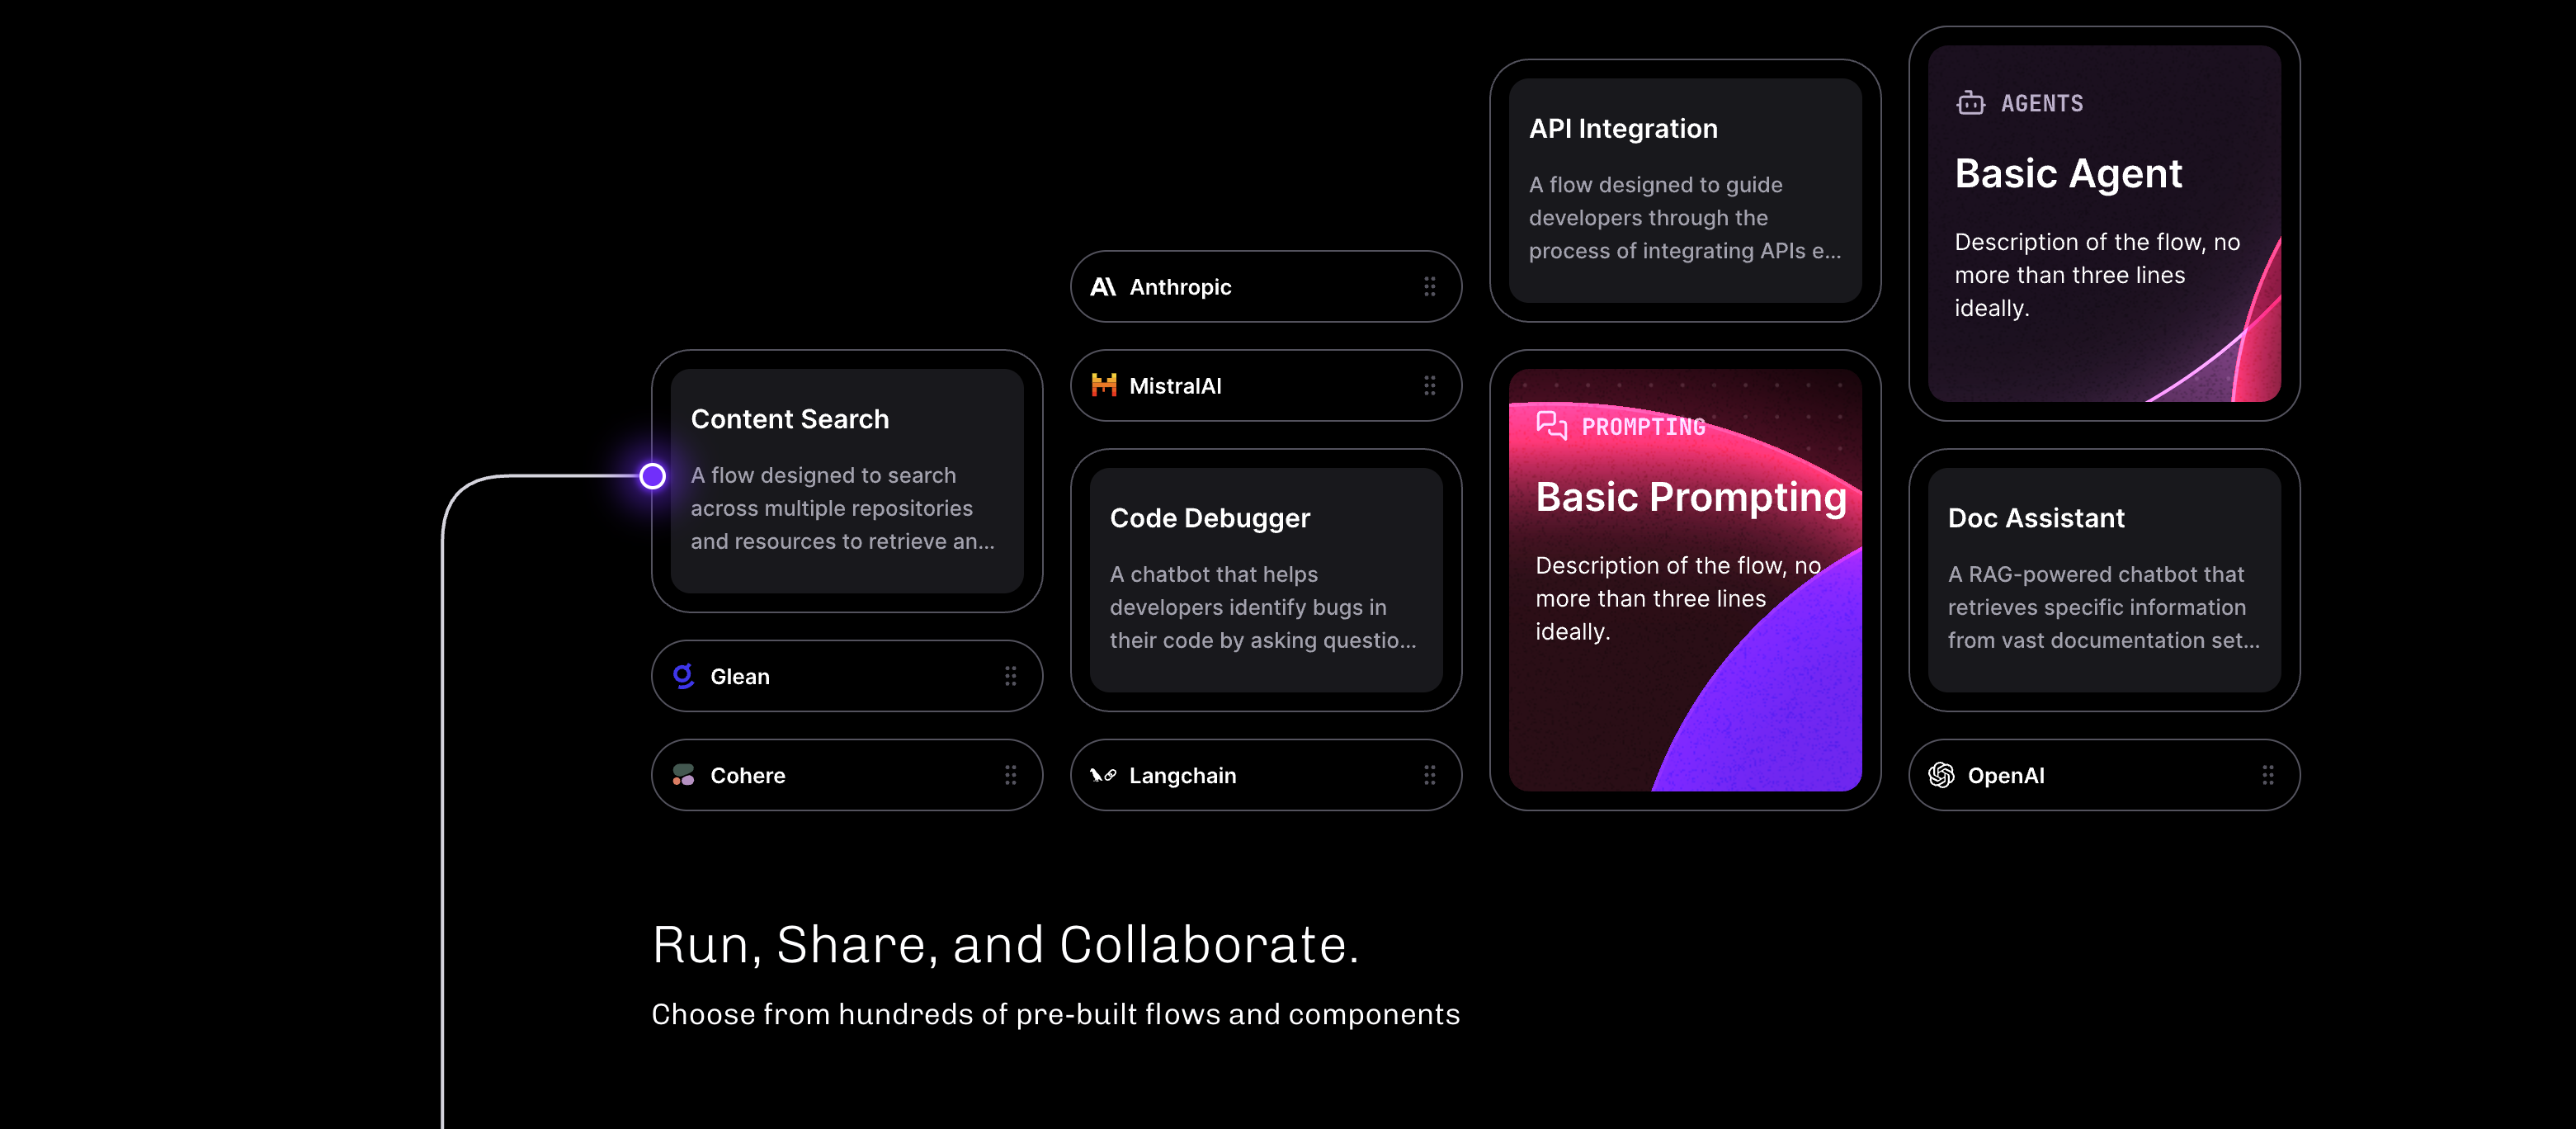 Content Search
A flow designed to search
across multiple repositories
and resources to retrieve an...
Glean
Cohere
Anthropic
MistralAI
Code Debugger
A chatbot that helps
developers identify bugs in
their code by asking questio...
Langchain
API Integration
A flow designed to guide
developers through the
process of integrating APIs e...
PROMPTING
Basic Prompting
Description of the flow, no
more than three lines
ideally.
AGENTS
Basic Agent
Description of the flow, no
more than three lines
ideally.
Doc Assistant
A RAG-powered chatbot that
retrieves specific information
from vast documentation set...
OpenAI
Run, Share, and Collaborate.
Choose from hundreds of pre-built flows and components